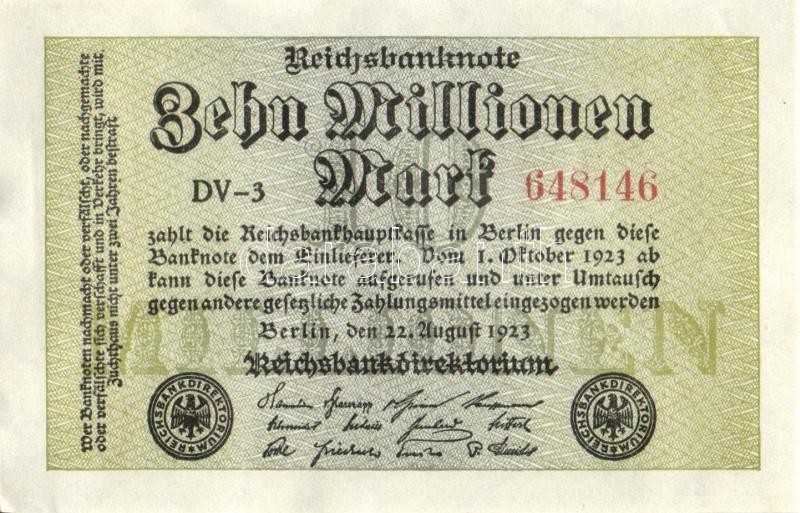 Reichsbanknote
Zehn Millionen
Mark
DV-3
648146
zahlt die Reichsbankhauptkasse in Berlin gegen diese
Banknote dem Einlieferer. Vom 1. Oktober 1923 ab
kann diese Banknote aufgerufen und unter Umtausch
gegen andere gesetzliche Zahlungsmittel eingezogen werden
Berlin, den 22. August 1923
Reichsbankdirektorium
REICHSBANKDIREKTORIUM
REICHSBANKDIREKTORIUM
Wer Banknoten nachmacht oder verfälscht, oder nachgemachte
oder verfälschte sich verschafft und in Verkehr bringt, wird mit
Zuchthaus nicht unter zwei Jahren bestraft
10